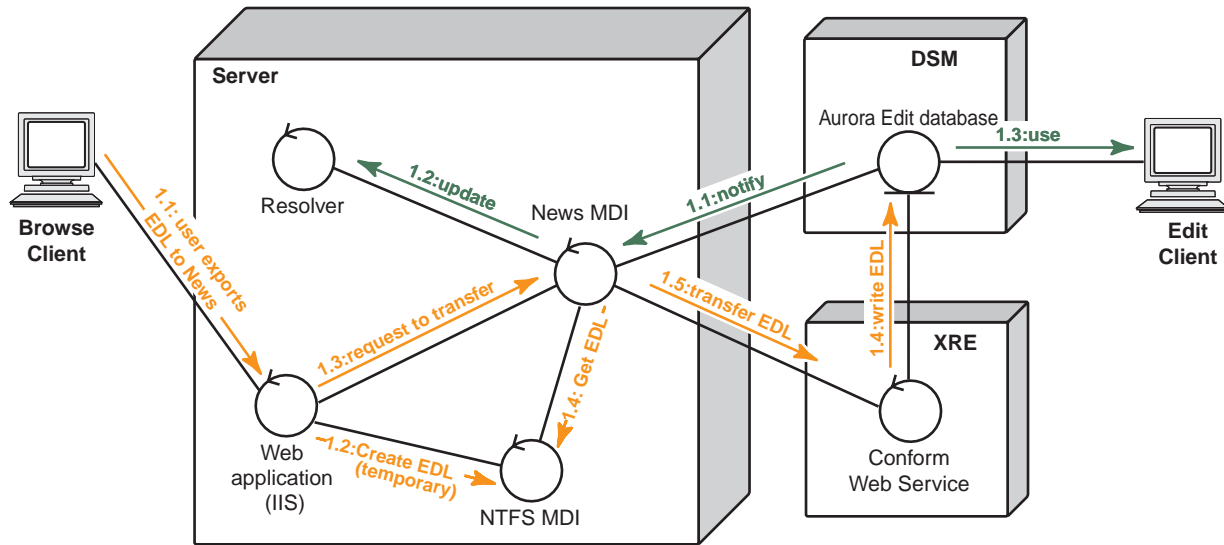 Server
DSM
Aurora Edit database
1.3:use
Browse
Client
Resolver
1.2:update
1.1:notify
News MDI
Edit
Client
1.1: user exports
EDL to News
1.3:request to transfer
1.5:transfer EDL
1.4:write EDL
XRE
1.4: Get EDL
Web
application
(IIS)
1.2:Create EDL
(temporary)
NTFS MDI
Conform
Web Service